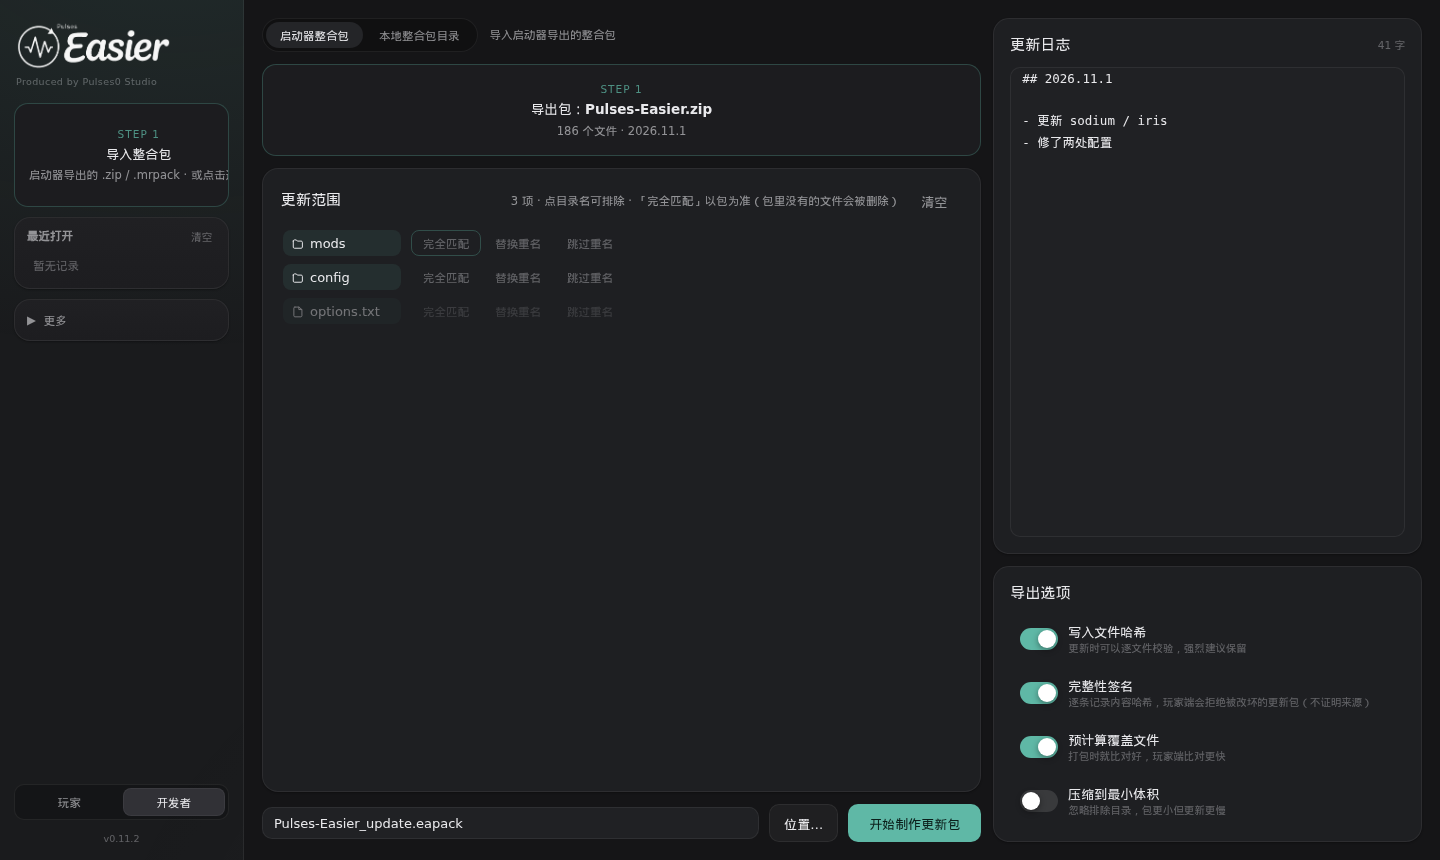 Pulses
Easier
Produced by Pulses0 Studio
STEP 1
导入整合包
启动器导出的 .zip / .mrpack · 或点击
最近打开
清空
暂无记录
▶ 更多
玩家
开发者
v0.11.2
启动器整合包
本地整合包目录
导入启动器导出的整合包
STEP 1
导出包：Pulses-Easier.zip
186 个文件 · 2026.11.1
更新范围
3 项 · 点目录名可排除 · 「完全匹配」以包为准（包里没有的文件会被删除）
清空
mods
完全匹配
替换重名
跳过重名
config
完全匹配
替换重名
跳过重名
options.txt
完全匹配
替换重名
跳过重名
Pulses-Easier_update.eapack
位置…
开始制作更新包
更新日志
41 字
## 2026.11.1
- 更新 sodium / iris
- 修了两处配置
导出选项
写入文件哈希
更新时可以逐文件校验，强烈建议保留
完整性签名
逐条记录内容哈希，玩家端会拒绝被改坏的更新包（不证明来源）
预计算覆盖文件
打包时就比对好，玩家端比对更快
压缩到最小体积
忽略排除目录，包更小但更新更慢